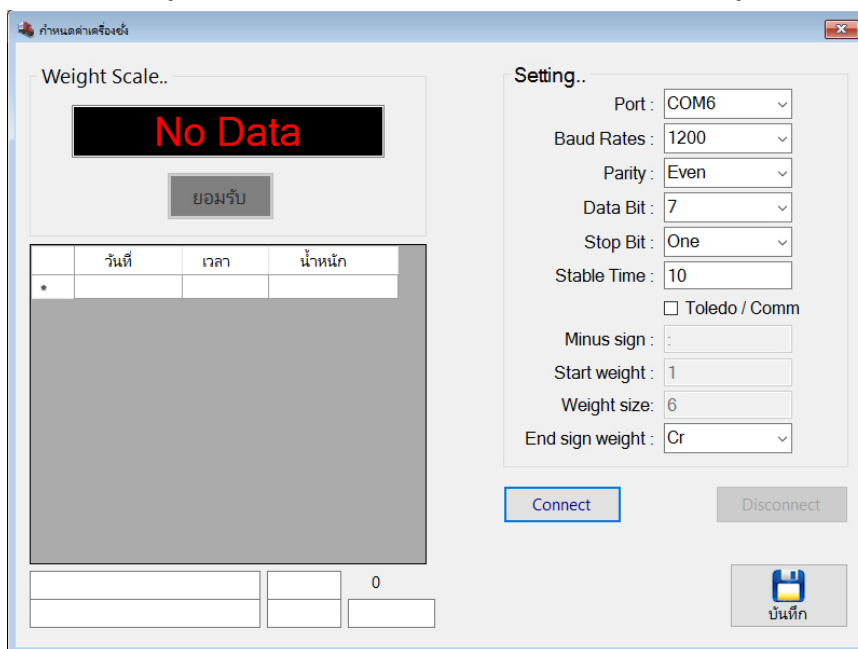 กำหนดค่าเครื่องชั่ง
Weight Scale..
No Data
ยอมรับ
วันที่ เวลา น้ำหนัก
*
0
Setting..
Port : COM6
Baud Rates : 1200
Parity : Even
Data Bit : 7
Stop Bit : One
Stable Time : 10
Toledo / Comm
Minus sign : :
Start weight : 1
Weight size: 6
End sign weight : Cr
Connect Disconnect
บันทึก